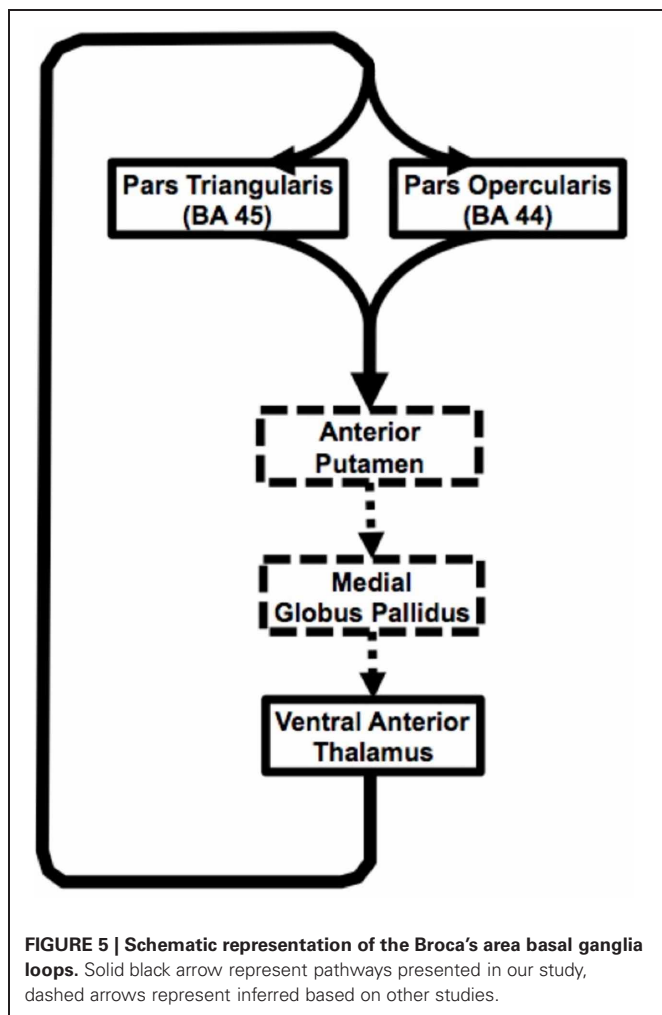 Pars Triangularis
(BA 45)
Pars Opercularis
(BA 44)
Anterior
Putamen
Medial
Globus Pallidus
Ventral Anterior
Thalamus
FIGURE 5 | Schematic representation of the Broca's area basal ganglia
loops. Solid black arrow represent pathways presented in our study,
dashed arrows represent inferred based on other studies.